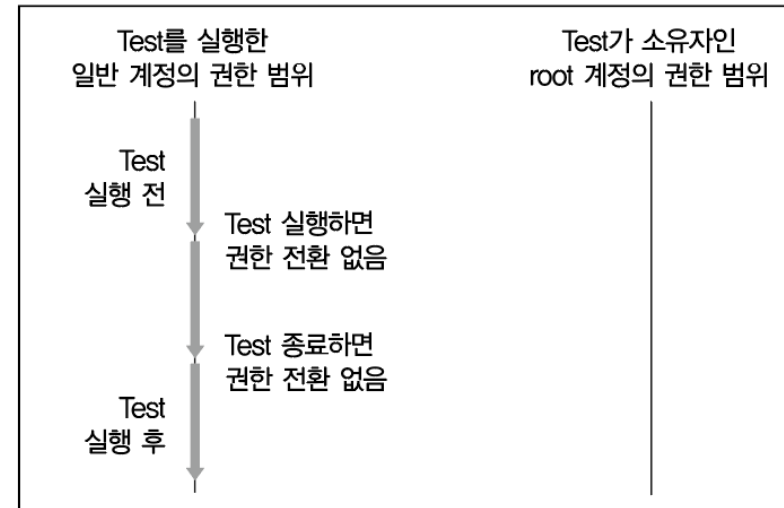 Test를 실행한
일반 계정의 권한 범위
Test가 소유자인
root 계정의 권한 범위
Test
실행 전
Test 실행하면
권한 전환 없음
Test 종료하면
권한 전환 없음
Test
실행 후